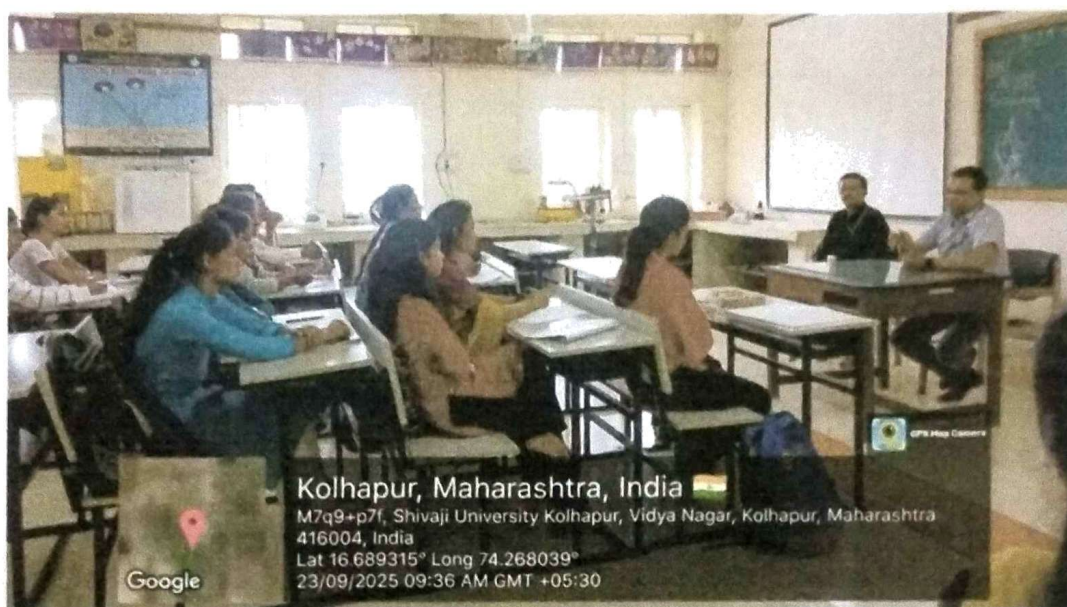 GPS Map Camera
Kolhapur, Maharashtra, India
M7q9+p7f, Shivaji University Kolhapur, Vidya Nagar, Kolhapur, Maharashtra
416004, India
Lat 16.689315° Long 74.268039°
23/09/2025 09:36 AM GMT +05:30
Google